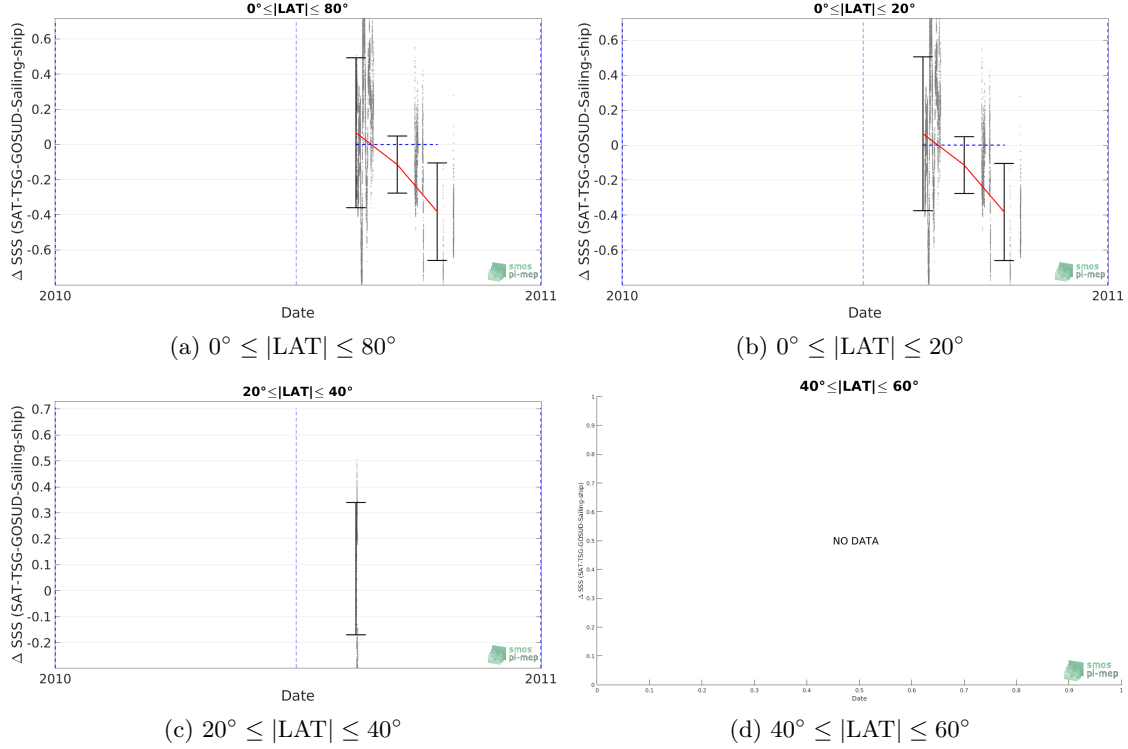 0°≤|LAT|≤ 80°
Δ SSS (SAT-TSG-GOSUD-Sailing-ship)
0.6
0.4
0.2
0
-0.2
-0.4
-0.6
smos
pi-mep
2010
2011
Date
(a) 0° ≤ |LAT| ≤ 80°
0°≤|LAT|≤ 20°
Δ SSS (SAT-TSG-GOSUD-Sailing-ship)
0.6
0.4
0.2
0
-0.2
-0.4
-0.6
smos
pi-mep
2010
2011
Date
(b) 0° ≤ |LAT| ≤ 20°
20°≤|LAT|≤ 40°
Δ SSS (SAT-TSG-GOSUD-Sailing-ship)
0.7
0.6
0.5
0.4
0.3
0.2
0.1
0
-0.1
-0.2
smos
pi-mep
2010
2011
Date
(c) 20° ≤ |LAT| ≤ 40°
40°≤|LAT|≤ 60°
Δ SSS (SAT-TSG-GOSUD-Sailing-ship)
1
0.9
0.8
0.7
0.6
0.5
0.4
0.3
0.2
0.1
0
NO DATA
smos
pi-mep
0 0.1 0.2 0.3 0.4 0.5 0.6 0.7 0.8 0.9 1
Date
(d) 40° ≤ |LAT| ≤ 60°